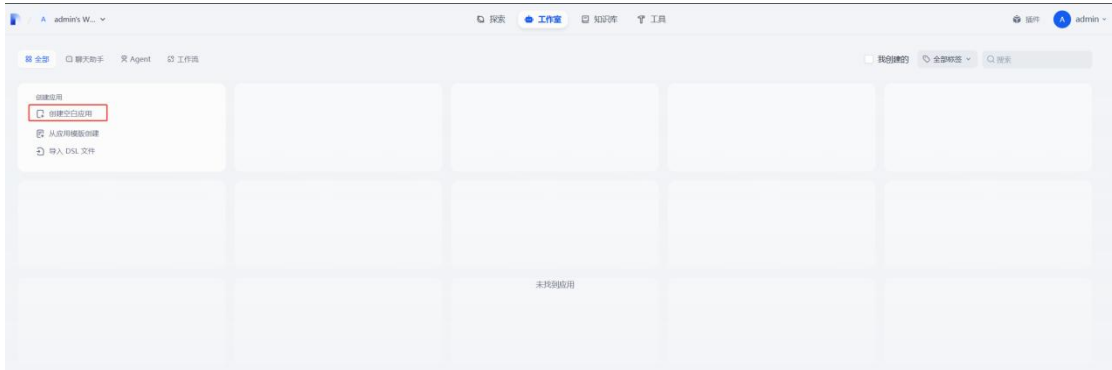 A admin's W...
探索 工作室 知识库 工具
插件 A admin
全部 聊天助手 Agent 工作流
我创建的 全部标签 搜索
创建应用
创建空白应用
从应用模版创建
导入 DSL 文件
未找到应用